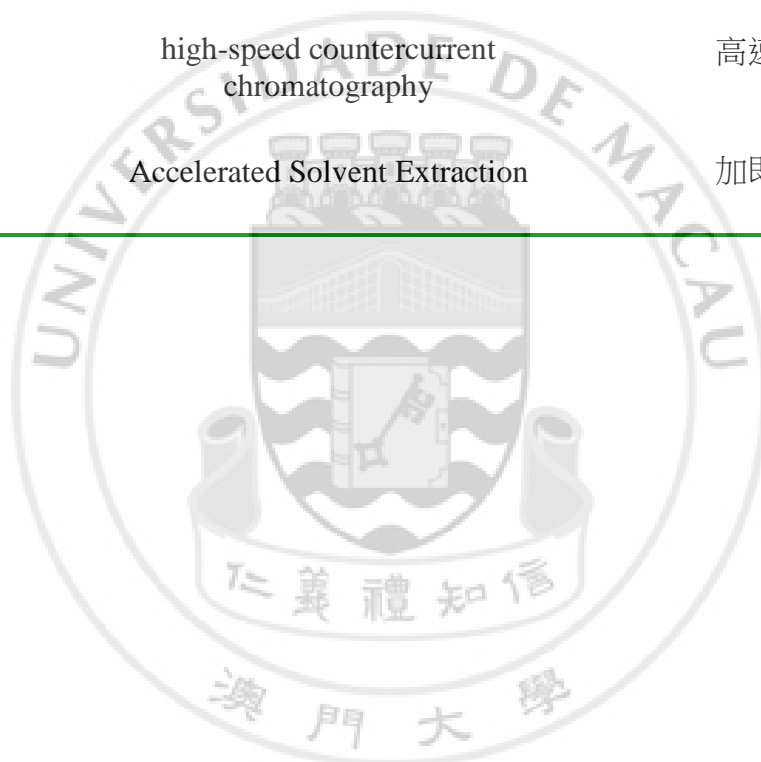 high-speed countercurrent 高
chromatography
Accelerated Solvent Extraction 加
UNIVERSIDADE DE MACAU
仁義禮知信
澳門大學